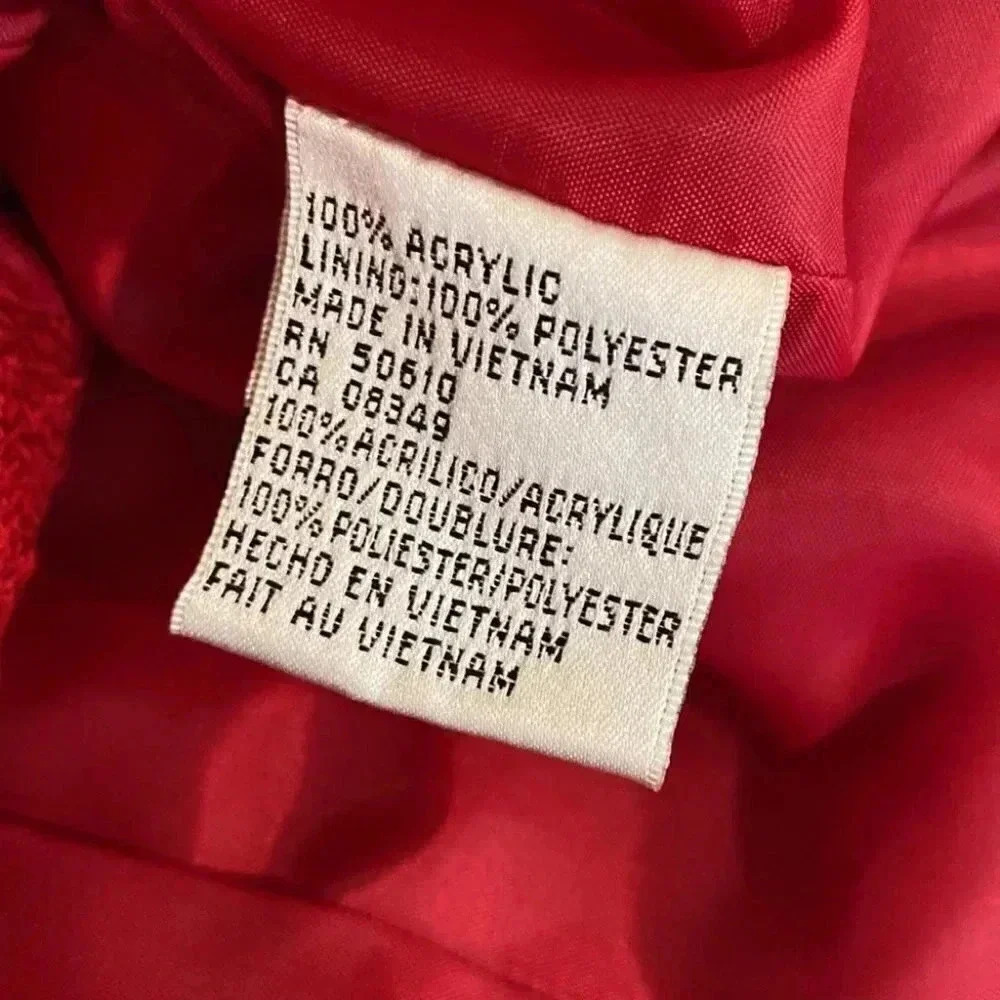 100% ACRYLIC
LINING:100% POLYESTER
MADE IN VIETNAM
RN 50610
CA 08349
100% ACRILICO/ACRYLIQUE
FORRO/DOUBLURE:
100% POLIESTER/POLYESTER
HECHO EN VIETNAM
FAIT AU VIETNAM